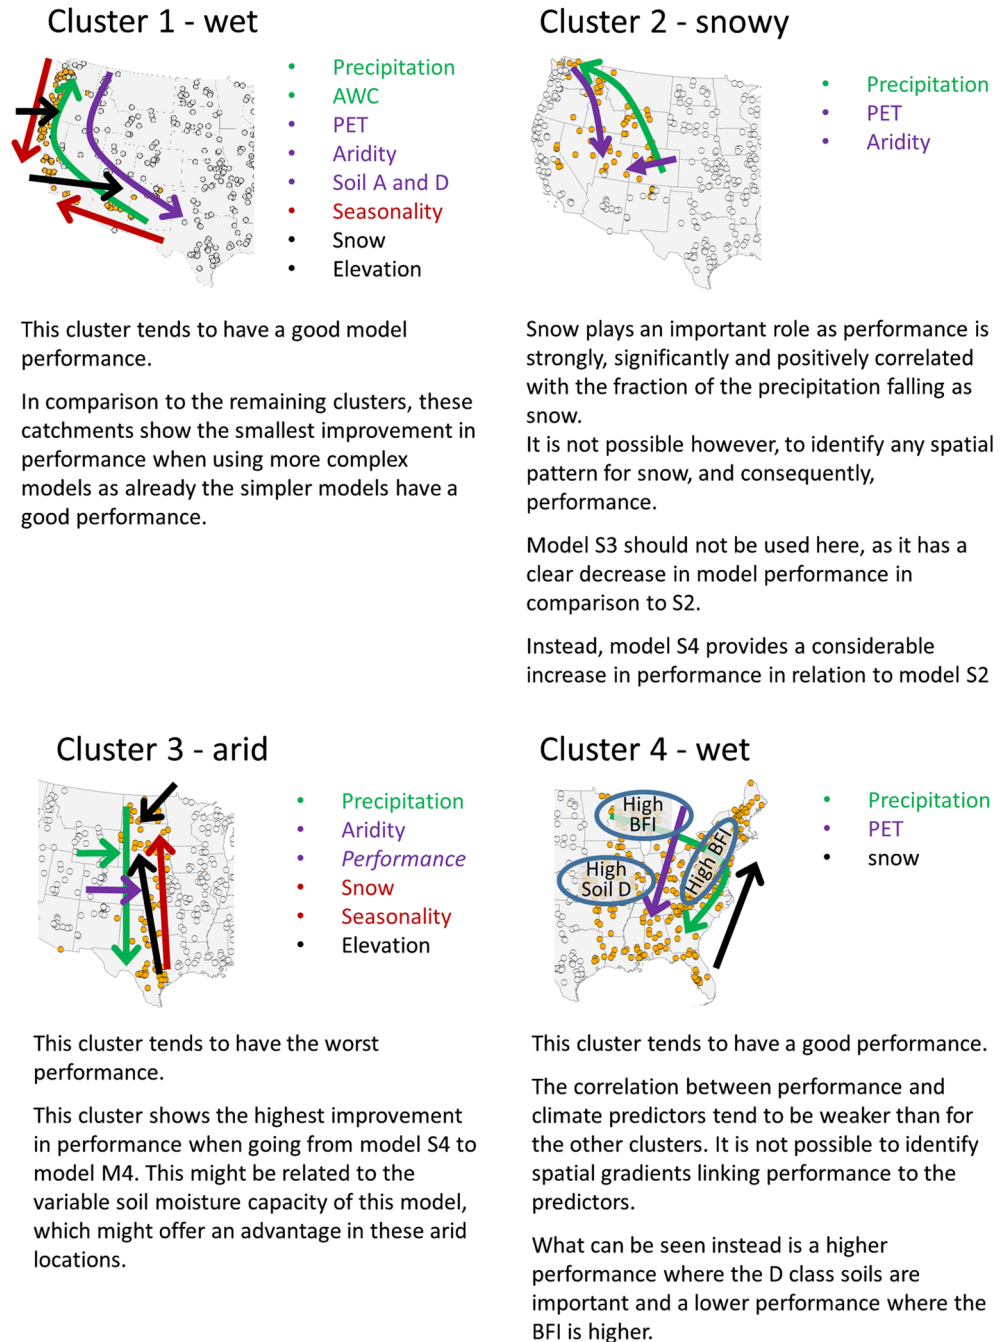 Cluster 1 - wet
• Precipitation
• AWC
• PET
• Aridity
• Soil A and D
• Seasonality
• Snow
• Elevation
This cluster tends to have a good model
performance.
In comparison to the remaining clusters, these
catchments show the smallest improvement in
performance when using more complex
models as already the simpler models have a
good performance.
Cluster 2 - snowy
• Precipitation
• PET
• Aridity
Snow plays an important role as performance is
strongly, significantly and positively correlated
with the fraction of the precipitation falling as
snow.
It is not possible however, to identify any spatial
pattern for snow, and consequently,
performance.
Model S3 should not be used here, as it has a
clear decrease in model performance in
comparison to S2.
Instead, model S4 provides a considerable
increase in performance in relation to model S2
Cluster 3 - arid
• Precipitation
• Aridity
• Performance
• Snow
• Seasonality
• Elevation
This cluster tends to have the worst
performance.
This cluster shows the highest improvement
in performance when going from model S4 to
model M4. This might be related to the
variable soil moisture capacity of this model,
which might offer an advantage in these arid
locations.
Cluster 4 - wet
High
BFI
High BFI
High
Soil D
• Precipitation
• PET
• snow
This cluster tends to have a good performance.
The correlation between performance and
climate predictors tend to be weaker than for
the other clusters. It is not possible to identify
spatial gradients linking performance to the
predictors.
What can be seen instead is a higher
performance where the D class soils are
important and a lower performance where the
BFI is higher.